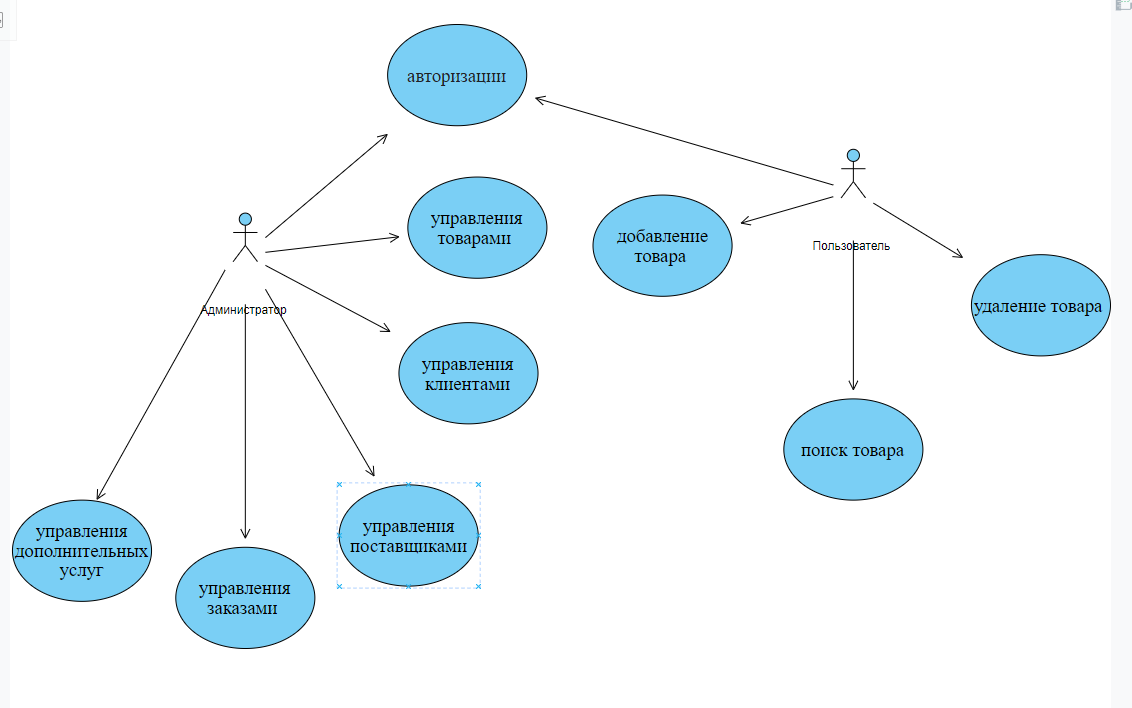 авторизации
управления
товарами
добавление
товара
Пользователь
удаление товара
Администратор
управления
клиентами
поиск товара
управления
дополнительных
услуг
управления
поставщиками
управления
заказами